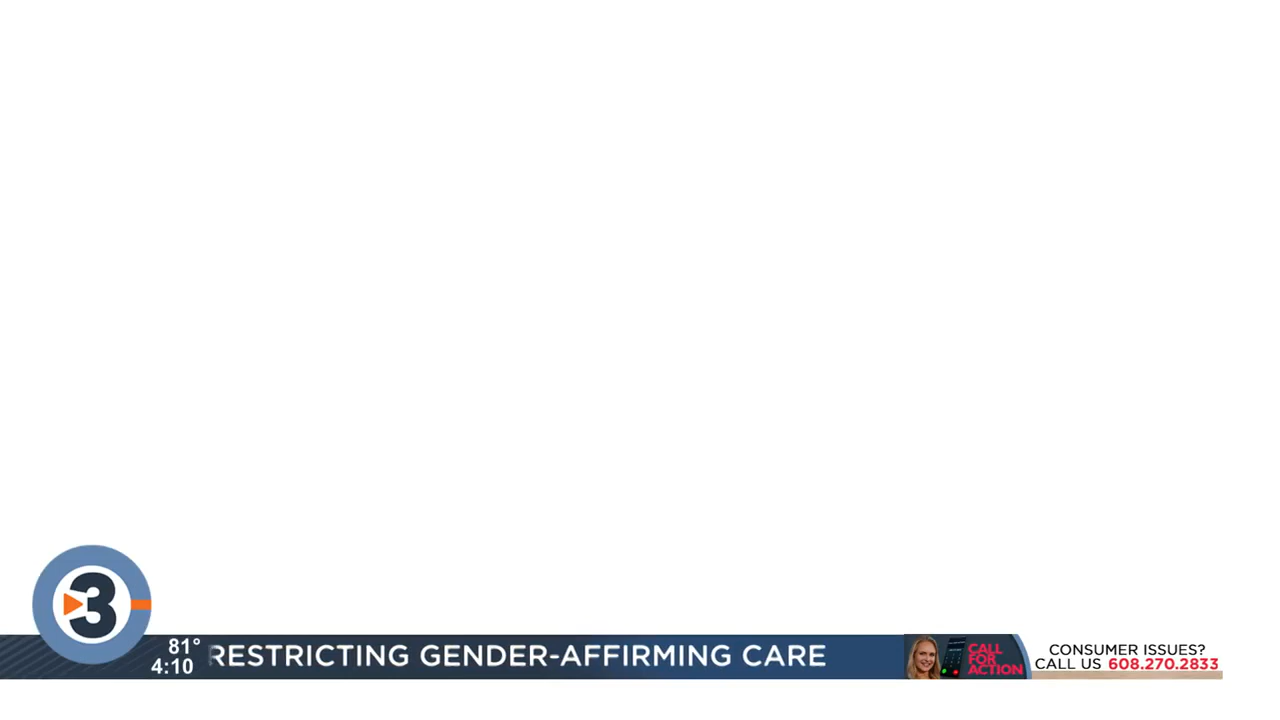 3
81°
4:10
RESTRICTING GENDER-AFFIRMING CARE
CALL
FOR
ACTION
CONSUMER ISSUES?
CALL US 608.270.2833